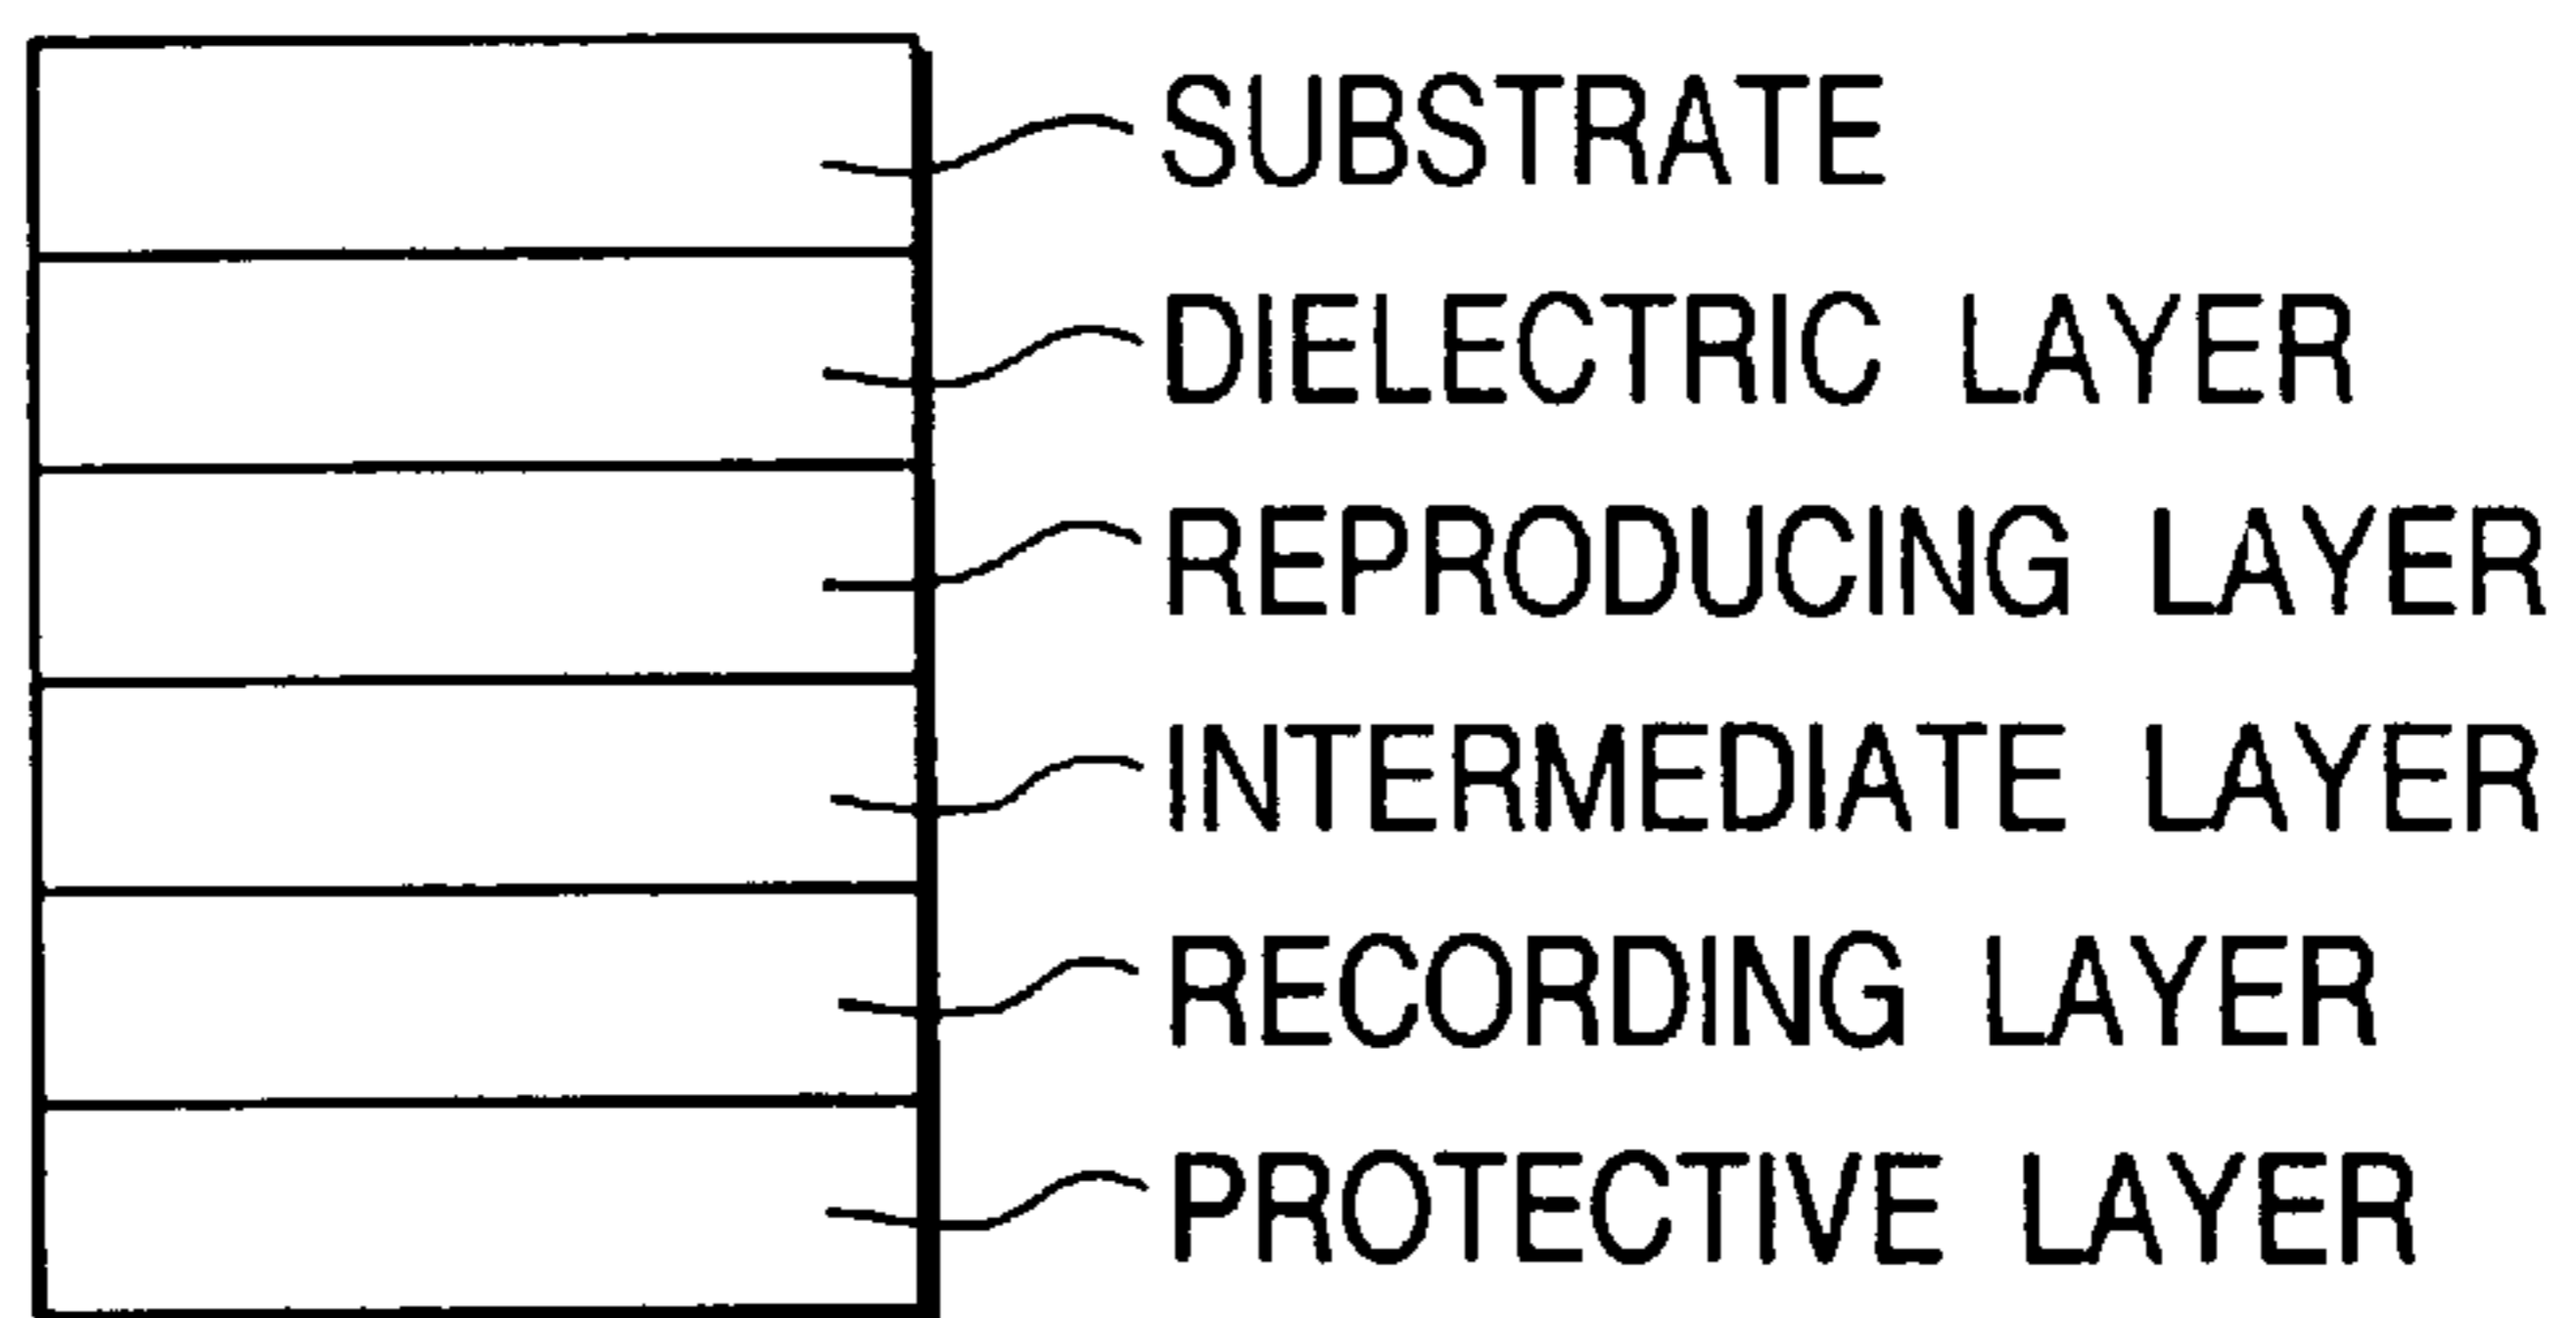 SUBSTRATE
DIELECTRIC LAYER
REPRODUCING LAYER
INTERMEDIATE LAYER
RECORDING LAYER
PROTECTIVE LAYER